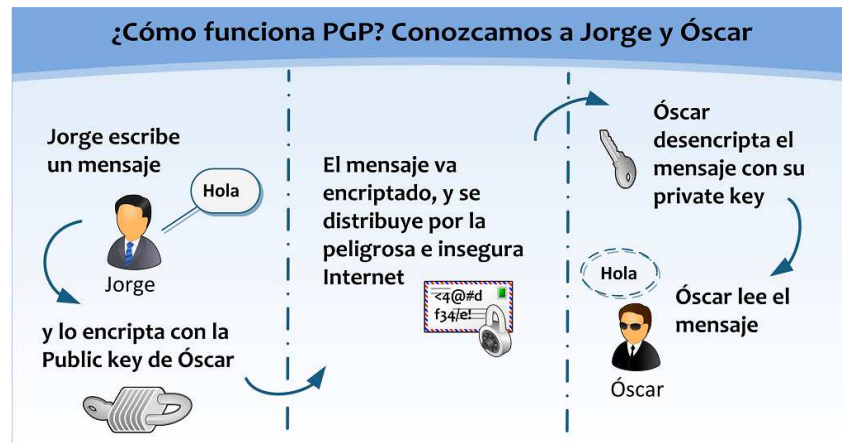 ¿Cómo funciona PGP? Conozcamos a Jorge y Óscar
Jorge escribe
un mensaje
Hola
Jorge
y lo encripta con la
Public key de Óscar
El mensaje va
encriptado, y se
distribuye por la
peligrosa e insegura
Internet
<4@#d
f34/e!
Óscar
desencripta el
mensaje con su
private key
Hola
Óscar lee el
mensaje
Óscar